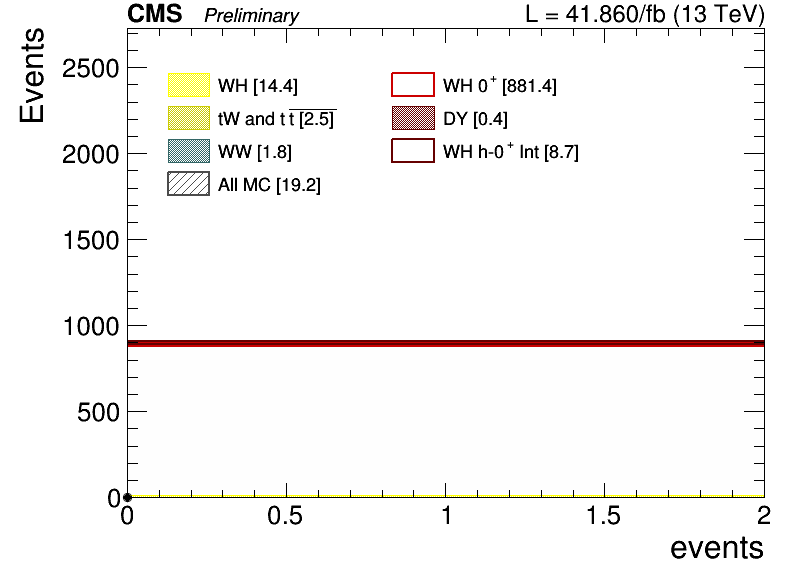 CMS Preliminary L = 41.860/fb (13 TeV)
Events
2500
2000
1500
1000
500
0
WH [14.4]
WH 0+ [881.4]
tW and tt [2.5]
DY [0.4]
WW [1.8]
WH h-0+ Int [8.7]
All MC [19.2]
0 0.5 1 1.5 2
events